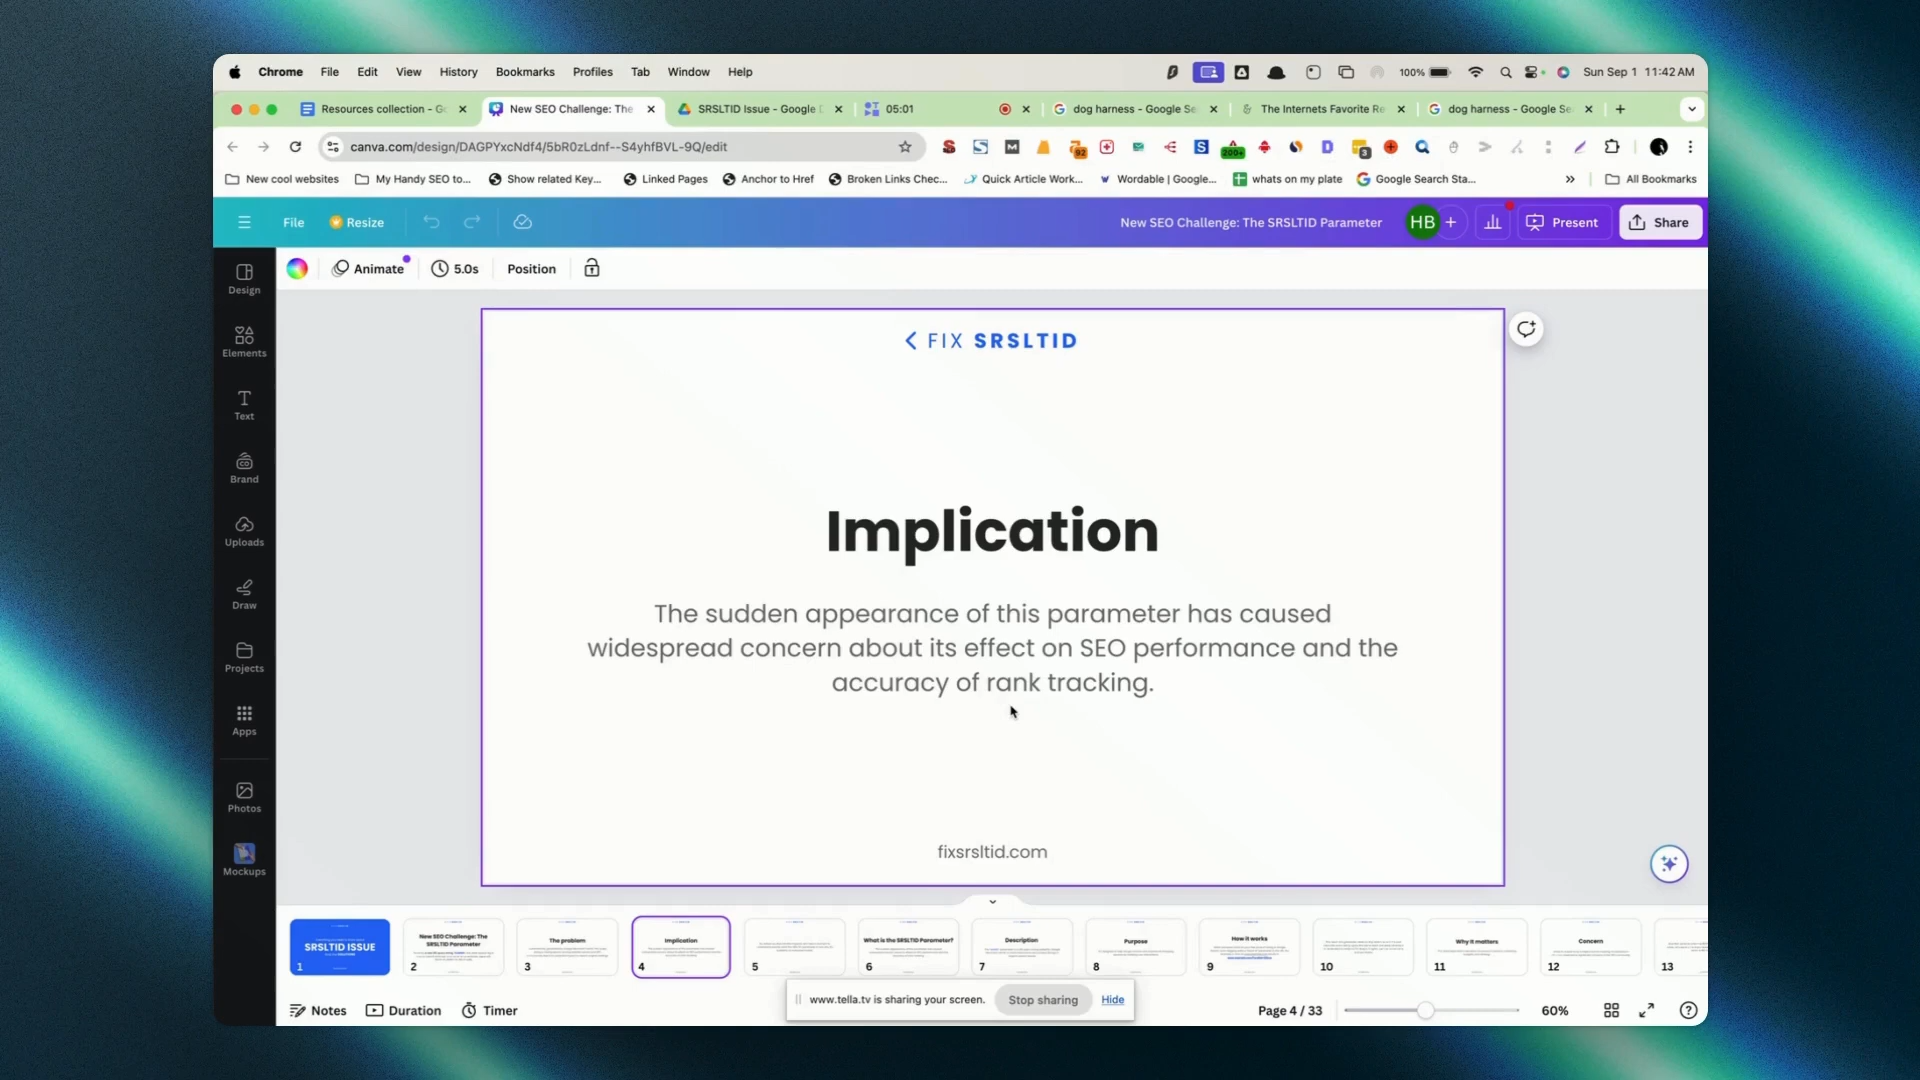 Chrome File Edit View History Bookmarks Profiles Tab Window Help 100% Sun Sep 1 11:42 AM
Resources collection - G New SEO Challenge: The SRSLTID Issue - Google 05:01 dog harness - Google Se The Internets Favorite Re dog harness - Google Se
canva.com/design/DAGPYxcNdf4/5bR0zLdnf--S4yhfBVL-9Q/edit
New cool websites My Handy SEO to... Show related Key... Linked Pages Anchor to Href Broken Links Chec... Quick Article Work... Wordable | Google... whats on my plate Google Search Sta... » All Bookmarks
File Resize New SEO Challenge: The SRSLTID Parameter HB + Present Share
Animate 5.0s Position
Design
Elements
Text
Brand
Uploads
Draw
Projects
Apps
Photos
Mockups
FIX SRSLTID
Implication
The sudden appearance of this parameter has caused
widespread concern about its effect on SEO performance and the
accuracy of rank tracking.
fixsrsltid.com
SRSLTID ISSUE
New SEO Challenge: The
SRSLTID Parameter
The problem
Implication
What is the SRSLTID Parameter?
Description
Purpose
How it works
Why it matters
Concern
1 2 3 4 5 6 7 8 9 10 11 12 13
www.tella.tv is sharing your screen. Stop sharing Hide
Notes Duration Timer Page 4 / 33 60%